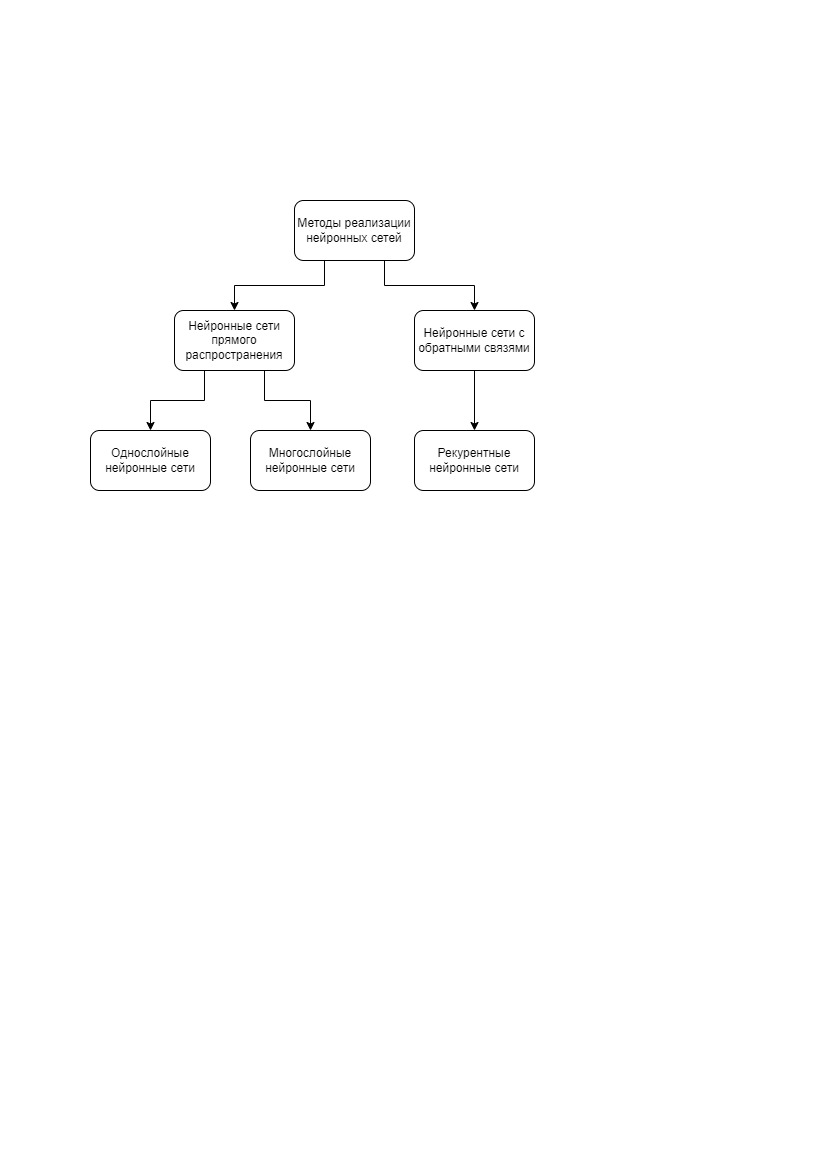 Методы реализации
нейронных сетей
Нейронные сети
прямого
распространения
Нейронные сети с
обратными связями
Однослойные
нейронные сети
Многослойные
нейронные сети
Рекурентные
нейронные сети